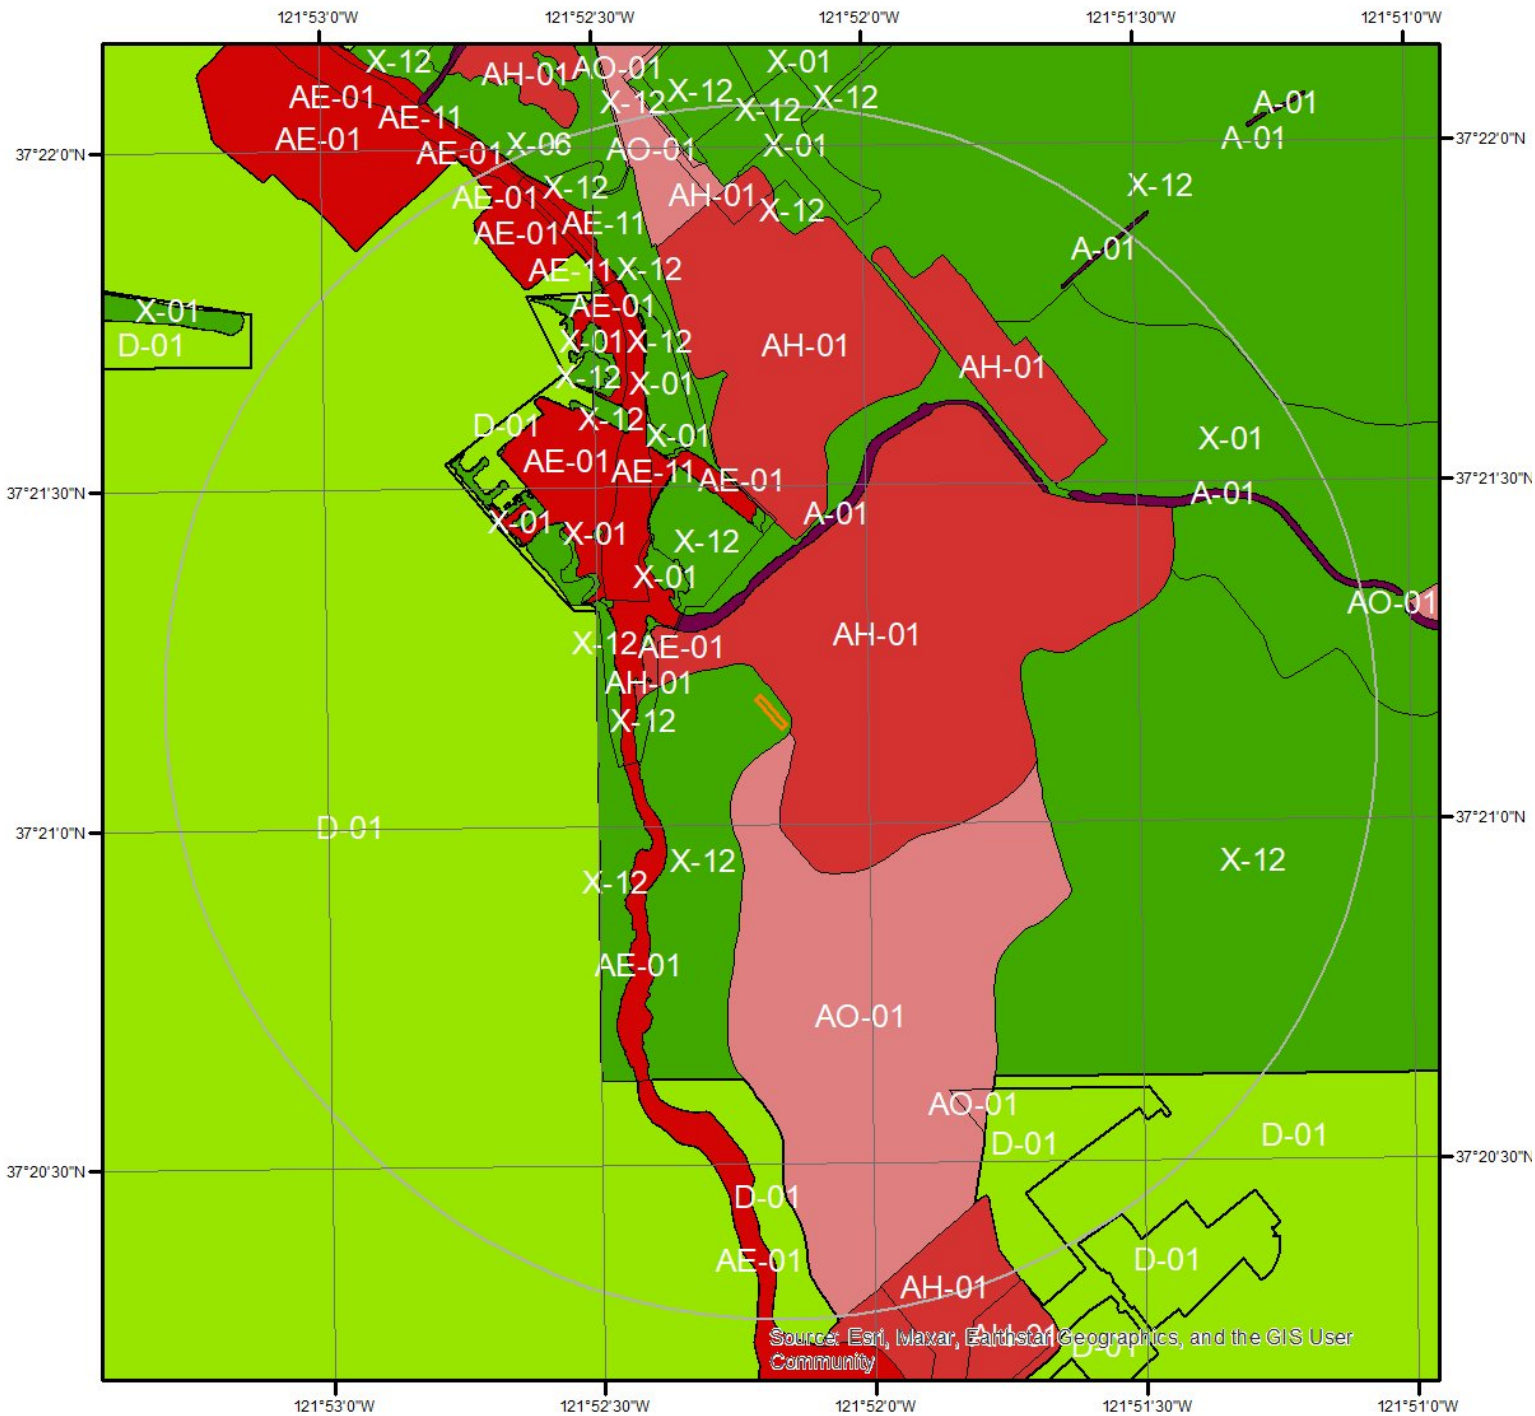 121°53'0"W 121°52'30"W 121°52'0"W 121°51'30"W 121°51'0"W
X-12 AH-01 AO-01 X-01
AE-01 X-12 X-12 X-12 X-12 A-01
AE-11
AE-01 AE-01 X-06 AO-01 X-01 A-01
37°22'0"N 37°22'0"N
AE-01 X-12 AH-01 X-12 X-12
AE-01 AE-11 A-01
AE-11 X-12
X-01 AE-01
D-01 X-01 X-12 AH-01
X-12 X-01 AH-01
D-01 X-12 X-01 X-01
AE-01 AE-11 AE-01
37°21'30"N A-01 37°21'30"N
X-01 X-01 X-12 A-01
X-01 AO-01
X-12 AE-01 AH-01
AH-01
X-12
D-01 37°21'0"N
37°21'0"N
X-12 X-12 X-12
AE-01
AO-01
AO-01
D-01 D-01
37°20'30"N 37°20'30"N
D-01
AE-01 D-01
AH-01
AH-01 D-01
Source: Esri, Maxar, Earthstar Geographics, and the GIS User
Community
121°53'0"W 121°52'30"W 121°52'0"W 121°51'30"W 121°51'0"W